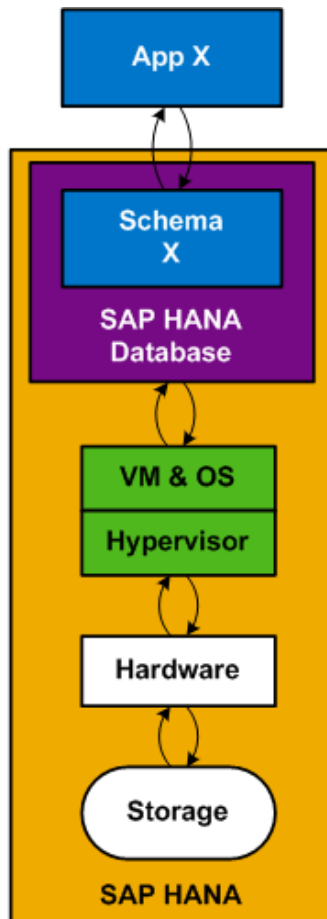 App X
Schema
X
SAP HANA
Database
VM & OS
Hypervisor
Hardware
Storage
SAP HANA